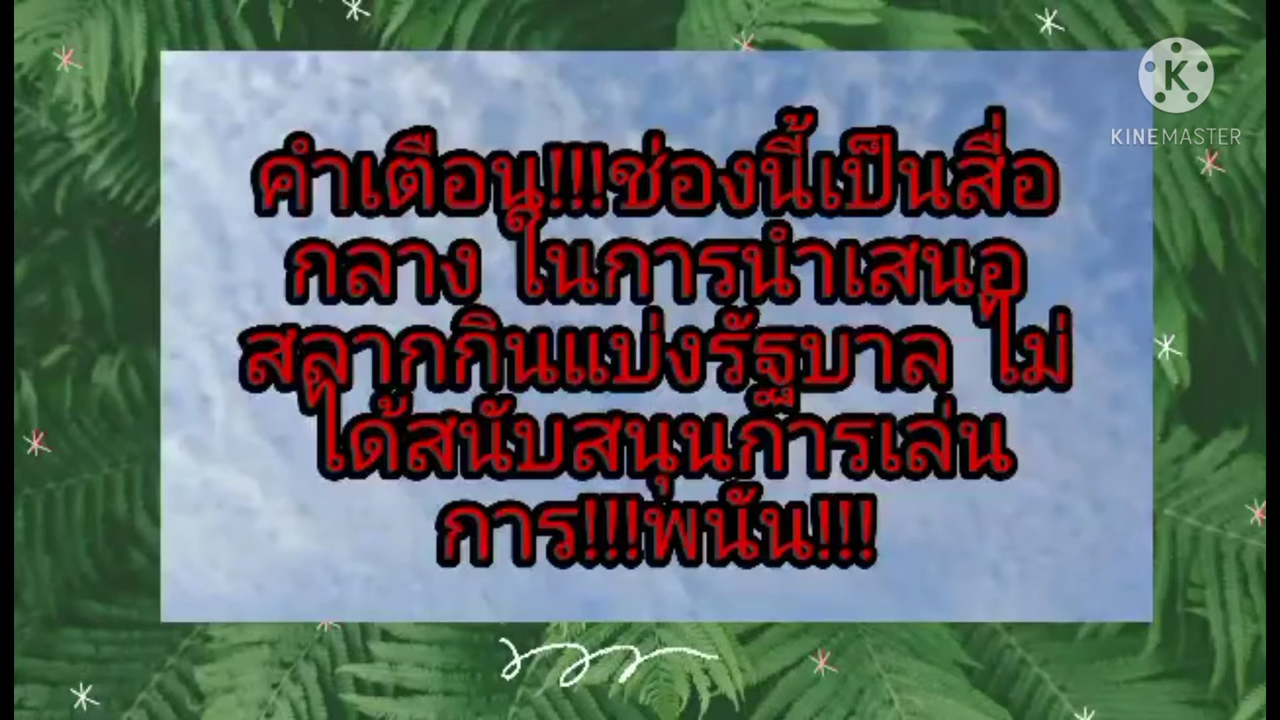 คำเตือน!!!ช่องนี้เป็นสื่อ
กลาง ในการนำเสนอ
สลากกินแบ่งรัฐบาล ไม่
ได้สนับสนุนการเล่น
การ!!!พนัน!!!
K
KINEMASTER